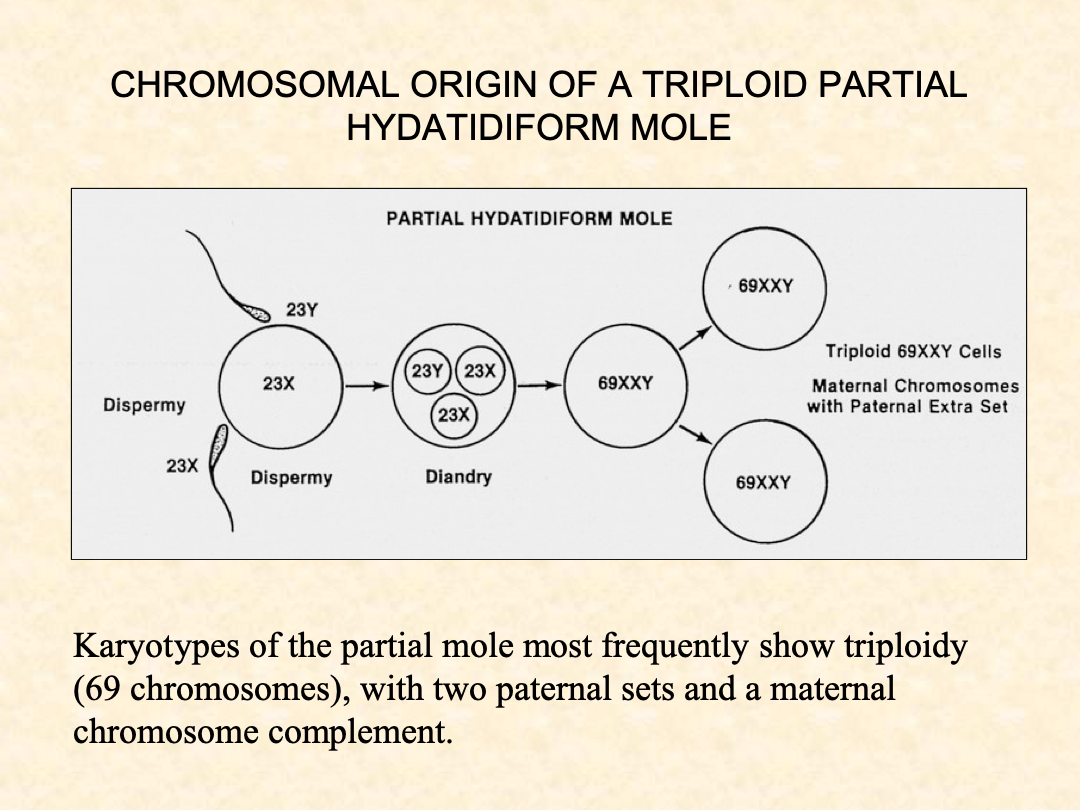 CHROMOSOMAL ORIGIN OF A TRIPLOID PARTIAL
HYDATIDIFORM MOLE
PARTIAL HYDATIDIFORM MOLE
23Y
23X
Dispermy
23X
Dispermy
23Y
23X
23X
Diandry
69XXY
69XXY
69XXY
Triploid 69XXY Cells
Maternal Chromosomes
with Paternal Extra Set
Karyotypes of the partial mole most frequently show triploidy
(69 chromosomes), with two paternal sets and a maternal
chromosome complement.